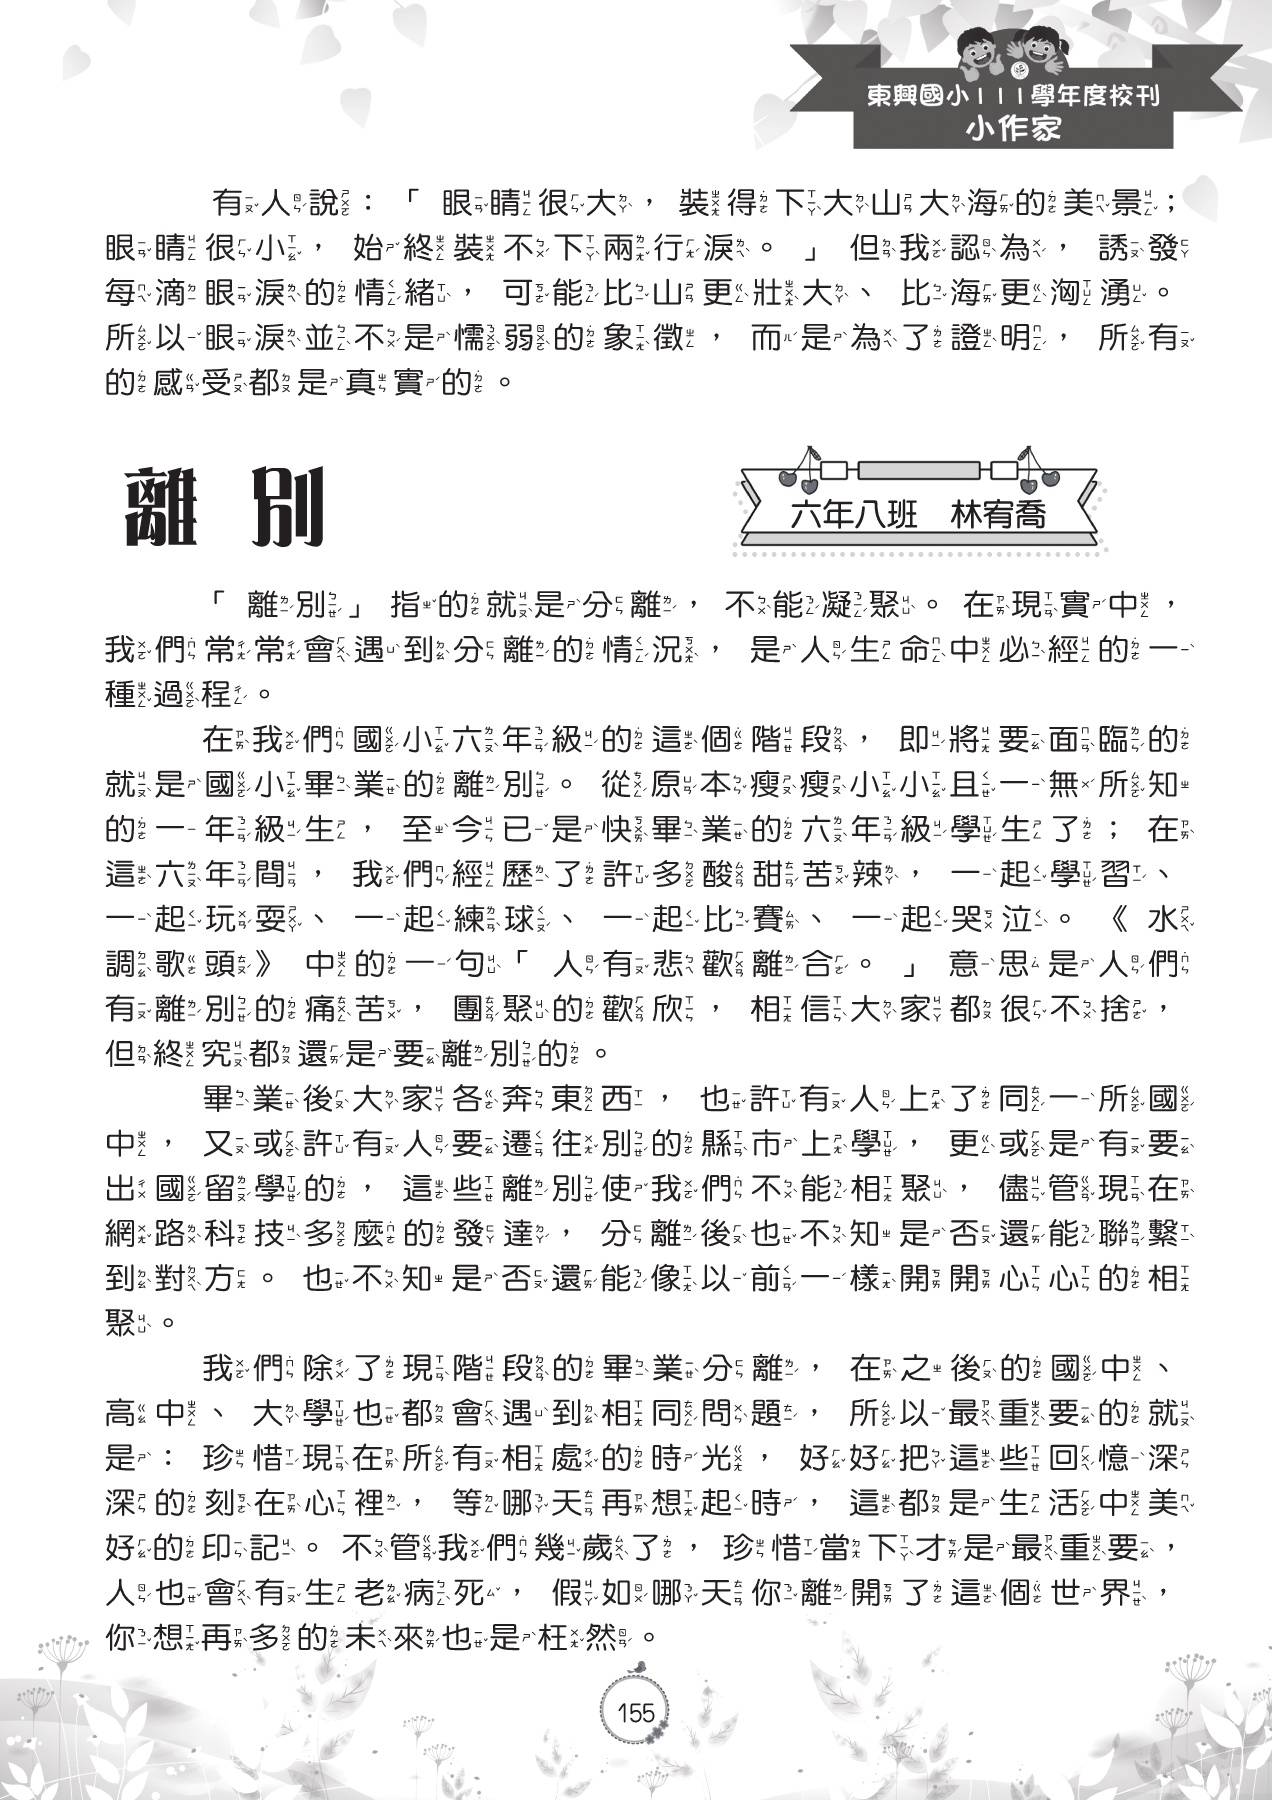 東興國小111學年度校刊
小作家
有人說：「眼睛很大，裝得下大山大海的美景；
眼睛很小，始終裝不下兩行淚。」但我認為，誘發
每滴眼淚的情緒，可能比山更壯大、比海更洶湧。
所以眼淚並不是懦弱的象徵，而是為了證明，所有
的感受都是真實的。
離別
六年八班　林宥喬
「離別」指的就是分離，不能凝聚。在現實中，
我們常常會遇到分離的情況，是人生命中必經的一
種過程。
在我們國小六年級的這個階段，即將要面臨的
就是國小畢業的離別。從原本瘦瘦小小且一無所知
的一年級生，至今已是快畢業的六年級學生了；在
這六年間，我們經歷了許多酸甜苦辣，一起學習、
一起玩耍、一起練球、一起比賽、一起哭泣。《水
調歌頭》中的一句「人有悲歡離合。」意思是人們
有離別的痛苦，團聚的歡欣，相信大家都很不捨，
但終究都還是要離別的。
畢業後大家各奔東西，也許有人上了同一所國
中，又或許有人要遷往別的縣市上學，更或是有要
出國留學的，這些離別使我們不能相聚，儘管現在
網路科技多麼的發達，分離後也不知是否還能聯繫
到對方。也不知是否還能像以前一樣開開心心的相
聚。
我們除了現階段的畢業分離，在之後的國中、
高中、大學也都會遇到相同問題，所以最重要的就
是：珍惜現在所有相處的時光，好好把這些回憶深
深的刻在心裡，等哪天再想起時，這都是生活中美
好的印記。不管我們幾歲了，珍惜當下才是最重要，
人也會有生老病死，假如哪天你離開了這個世界，
你想再多的未來也是枉然。
155